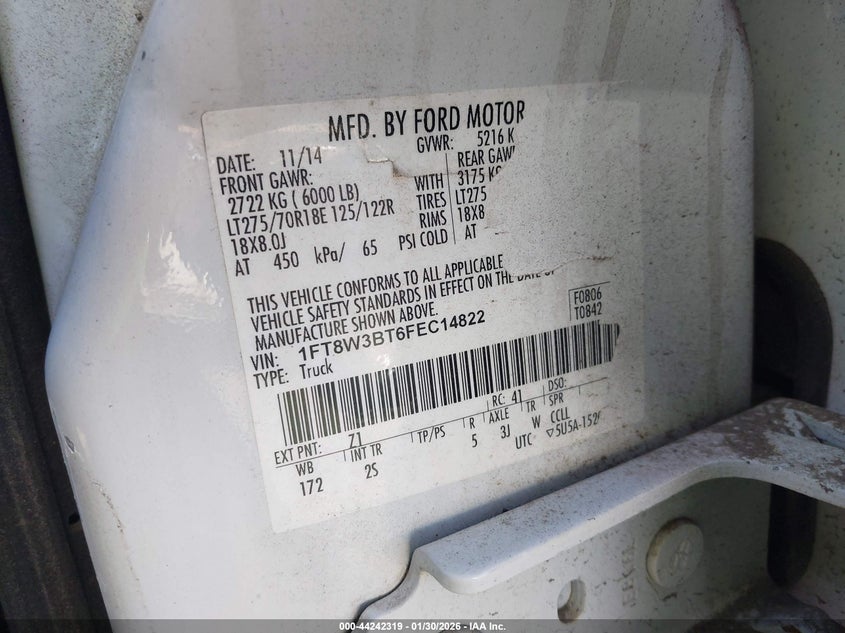 MFD. BY FORD MOTOR
DATE: 11/14 GVWR: 5216 K
FRONT GAWR: REAR GAW
2722 KG ( 6000 LB) WITH 3175 KG
LT275/70R18E 125/122R TIRES LT275
18X8.0J RIMS 18X8
AT 450 kPa/ 65 PSI COLD AT
THIS VEHICLE CONFORMS TO ALL APPLICABLE
VEHICLE SAFETY STANDARDS IN EFFECT ON THE DATE OF
MANUFACTURE SHOWN ABOVE.
F0806
VIN: 1FT8W3BT6FEC14822 T0842
TYPE: Truck
RC: 41 DSO:
EXT PNT: Z1 TP/PS R AXLE TR SPR
WB INT TR 5 3J W CCLL
172 2S UTC ▽5U5A-152
000-44242319 - 01/30/2026 - IAA Inc.